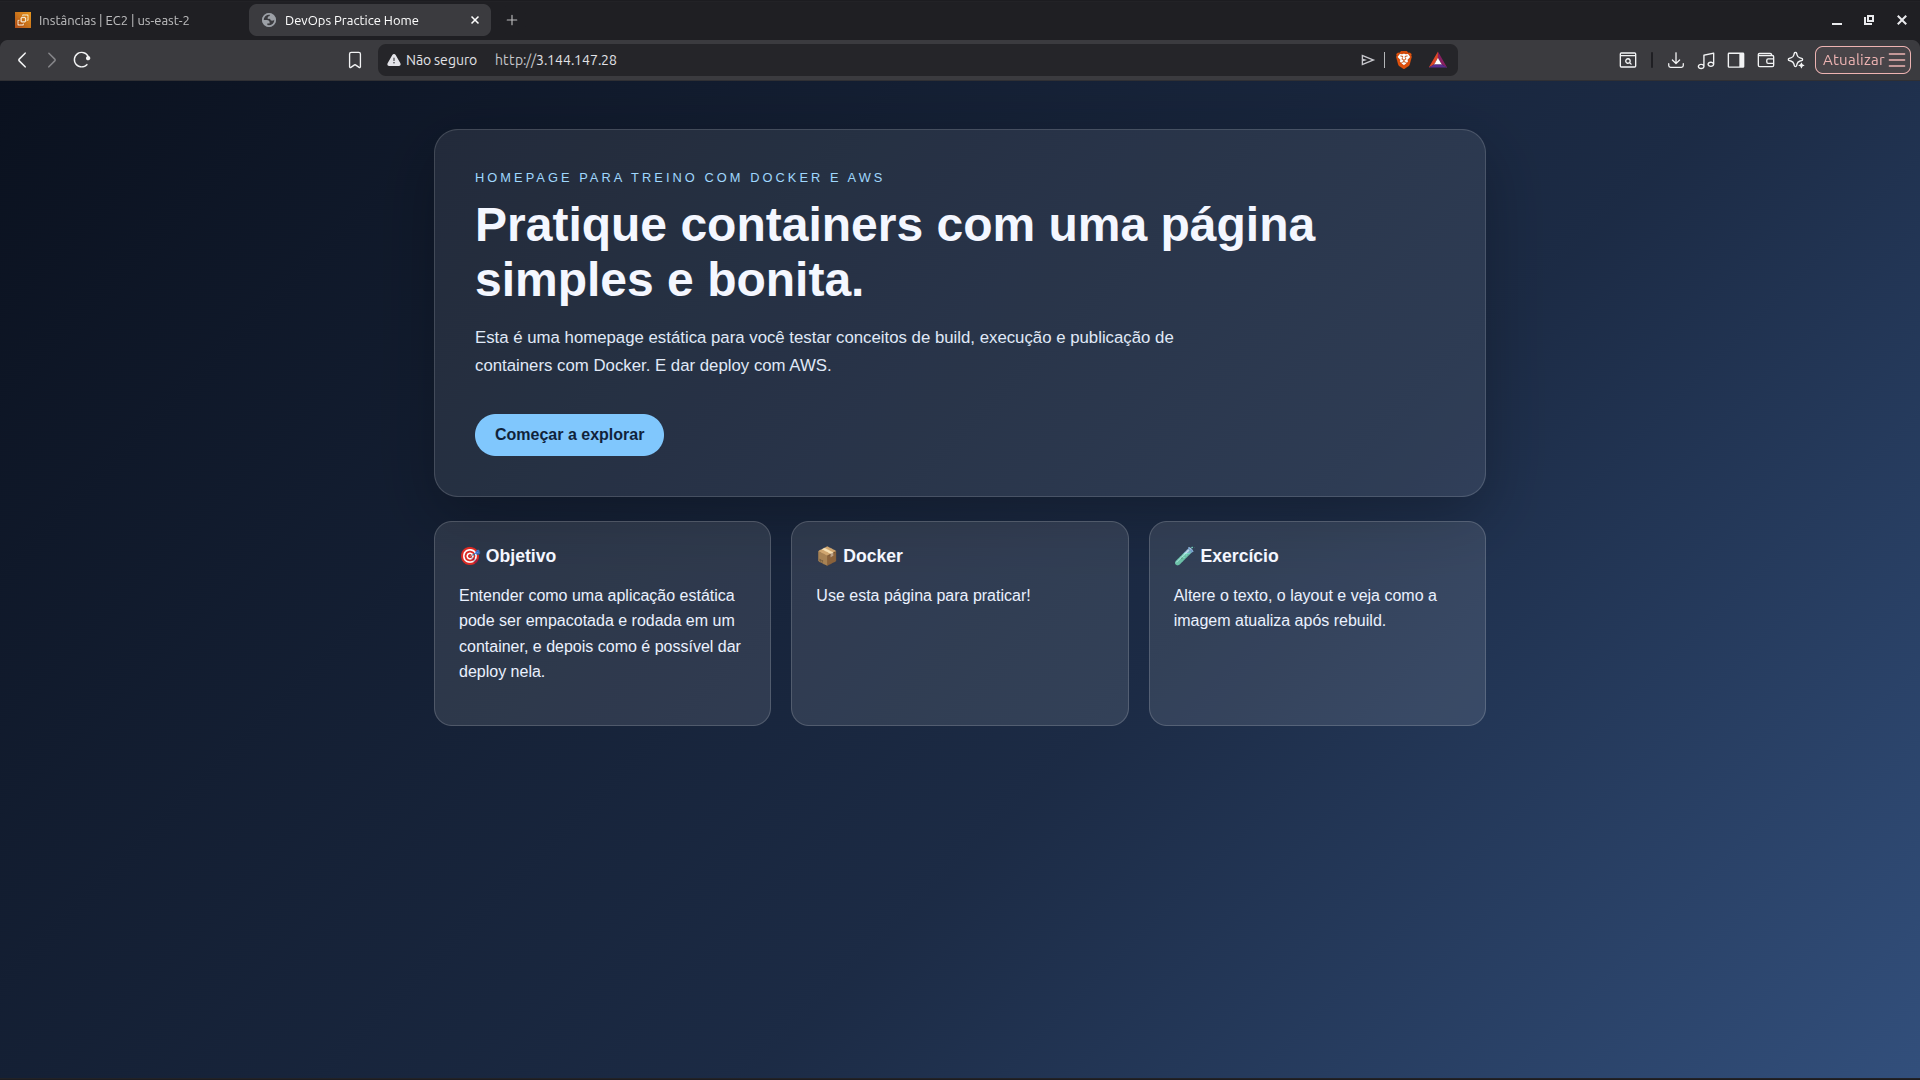 Instâncias | EC2 | us-east-2
DevOps Practice Home
Não seguro
http://3.144.147.28
Atualizar
HOMEPAGE PARA TREINO COM DOCKER E AWS
Pratique containers com uma página
simples e bonita.
Esta é uma homepage estática para você testar conceitos de build, execução e publicação de
containers com Docker. E dar deploy com AWS.
Começar a explorar
🎯 Objetivo
Entender como uma aplicação estática
pode ser empacotada e rodada em um
container, e depois como é possível dar
deploy nela.
📦 Docker
Use esta página para praticar!
🧪 Exercício
Altere o texto, o layout e veja como a
imagem atualiza após rebuild.